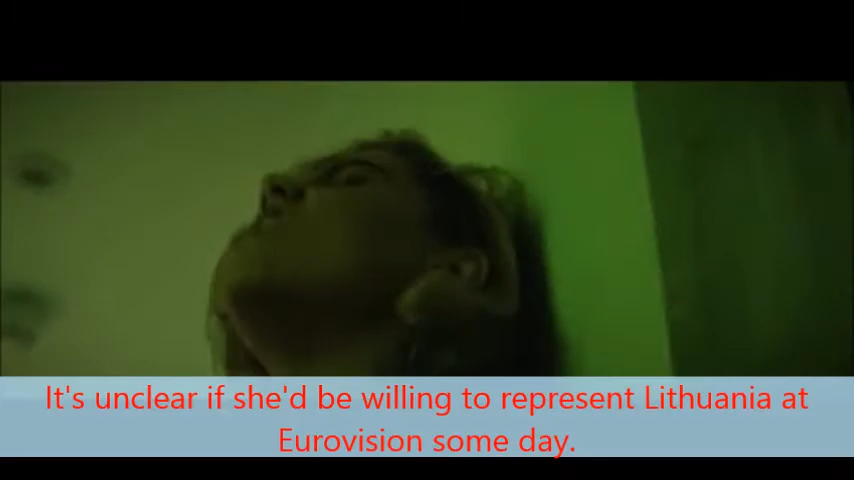 It's unclear if she'd be willing to represent Lithuania at
Eurovision some day.